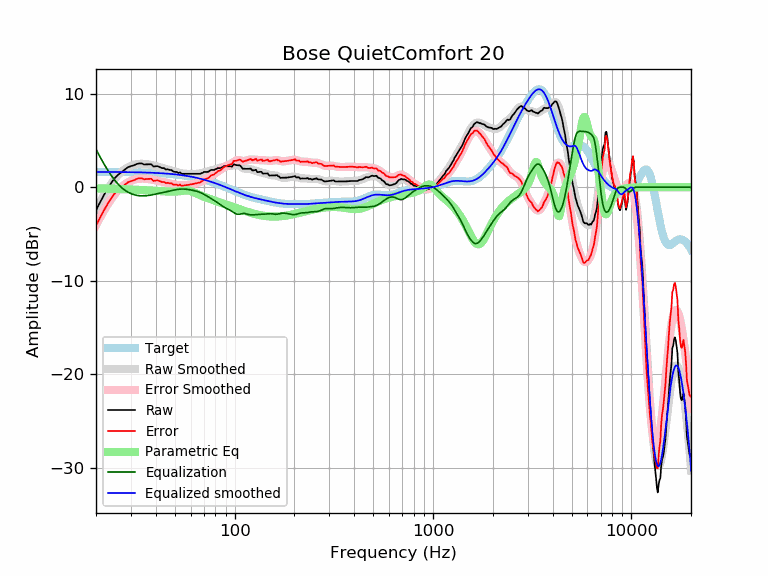 Bose QuietComfort 20
Amplitude (dBr)
10
0
−10
−20
−30
Target
Raw Smoothed
Error Smoothed
Raw
Error
Parametric Eq
Equalization
Equalized smoothed
100
1000
10000
Frequency (Hz)